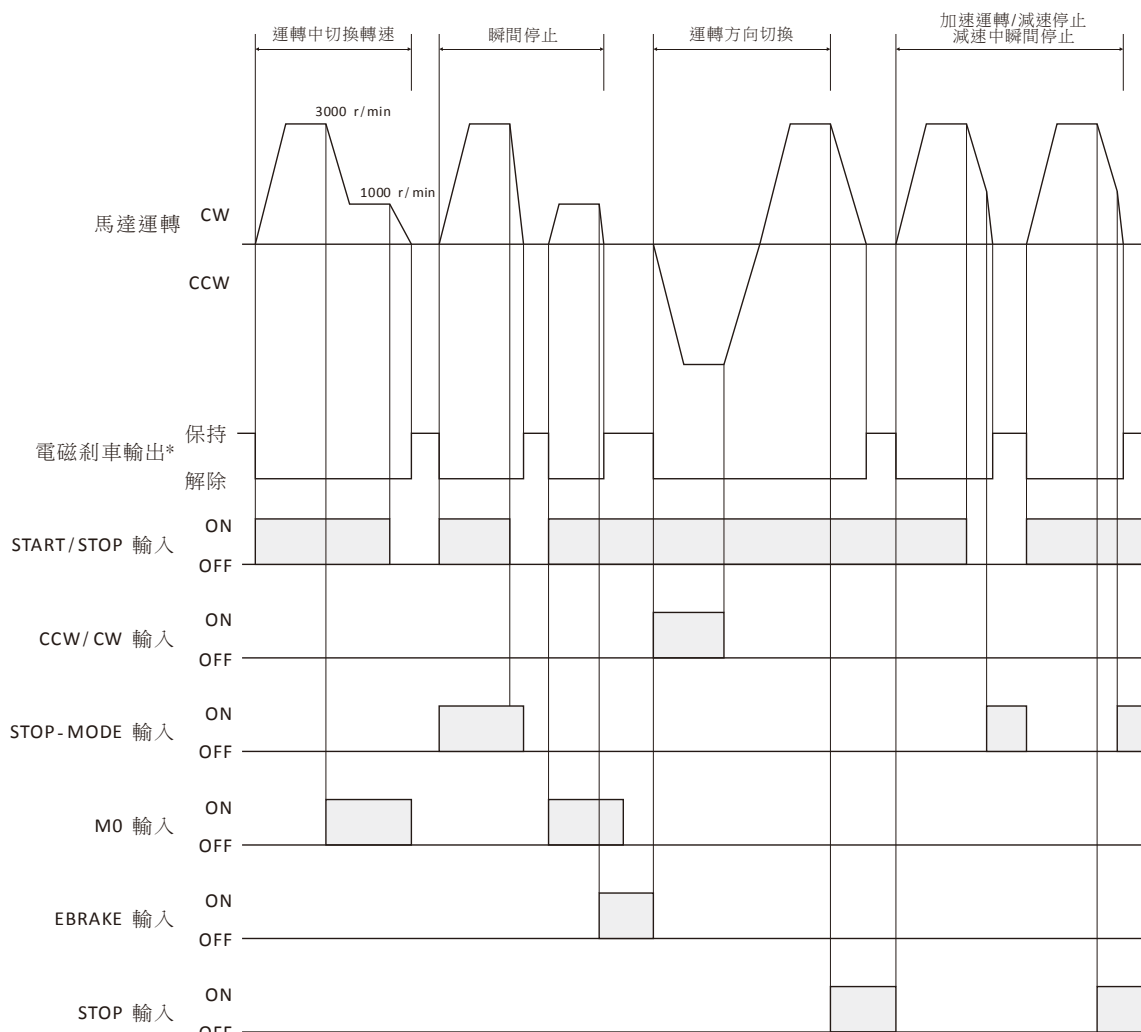 運轉中切換轉速
瞬間停止
運轉方向切換
加速運轉/減速停止
減速中瞬間停止
3000 r/min
1000 r/min
馬達運轉
CW
CCW
電磁剎車輸出*
保持
解除
START/STOP 輸入
ON
OFF
CCW/CW 輸入
ON
OFF
STOP-MODE 輸入
ON
OFF
M0 輸入
ON
OFF
EBRAKE 輸入
ON
OFF
STOP 輸入
ON
OFF